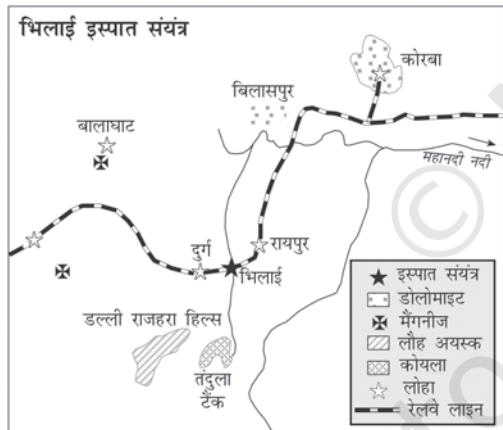 भिलाई इस्पात संयंत्र
कोरबा
बिलासपुर
बालाघाट
महानदी नदी
दुर्ग
रायपुर
भिलाई
डल्ली राजहरा हिल्स
तंदुला
टैंक
इस्पात संयंत्र
डोलोमाइट
मैंगनीज
लौह अयस्क
कोयला
लोहा
रेलवे लाइन